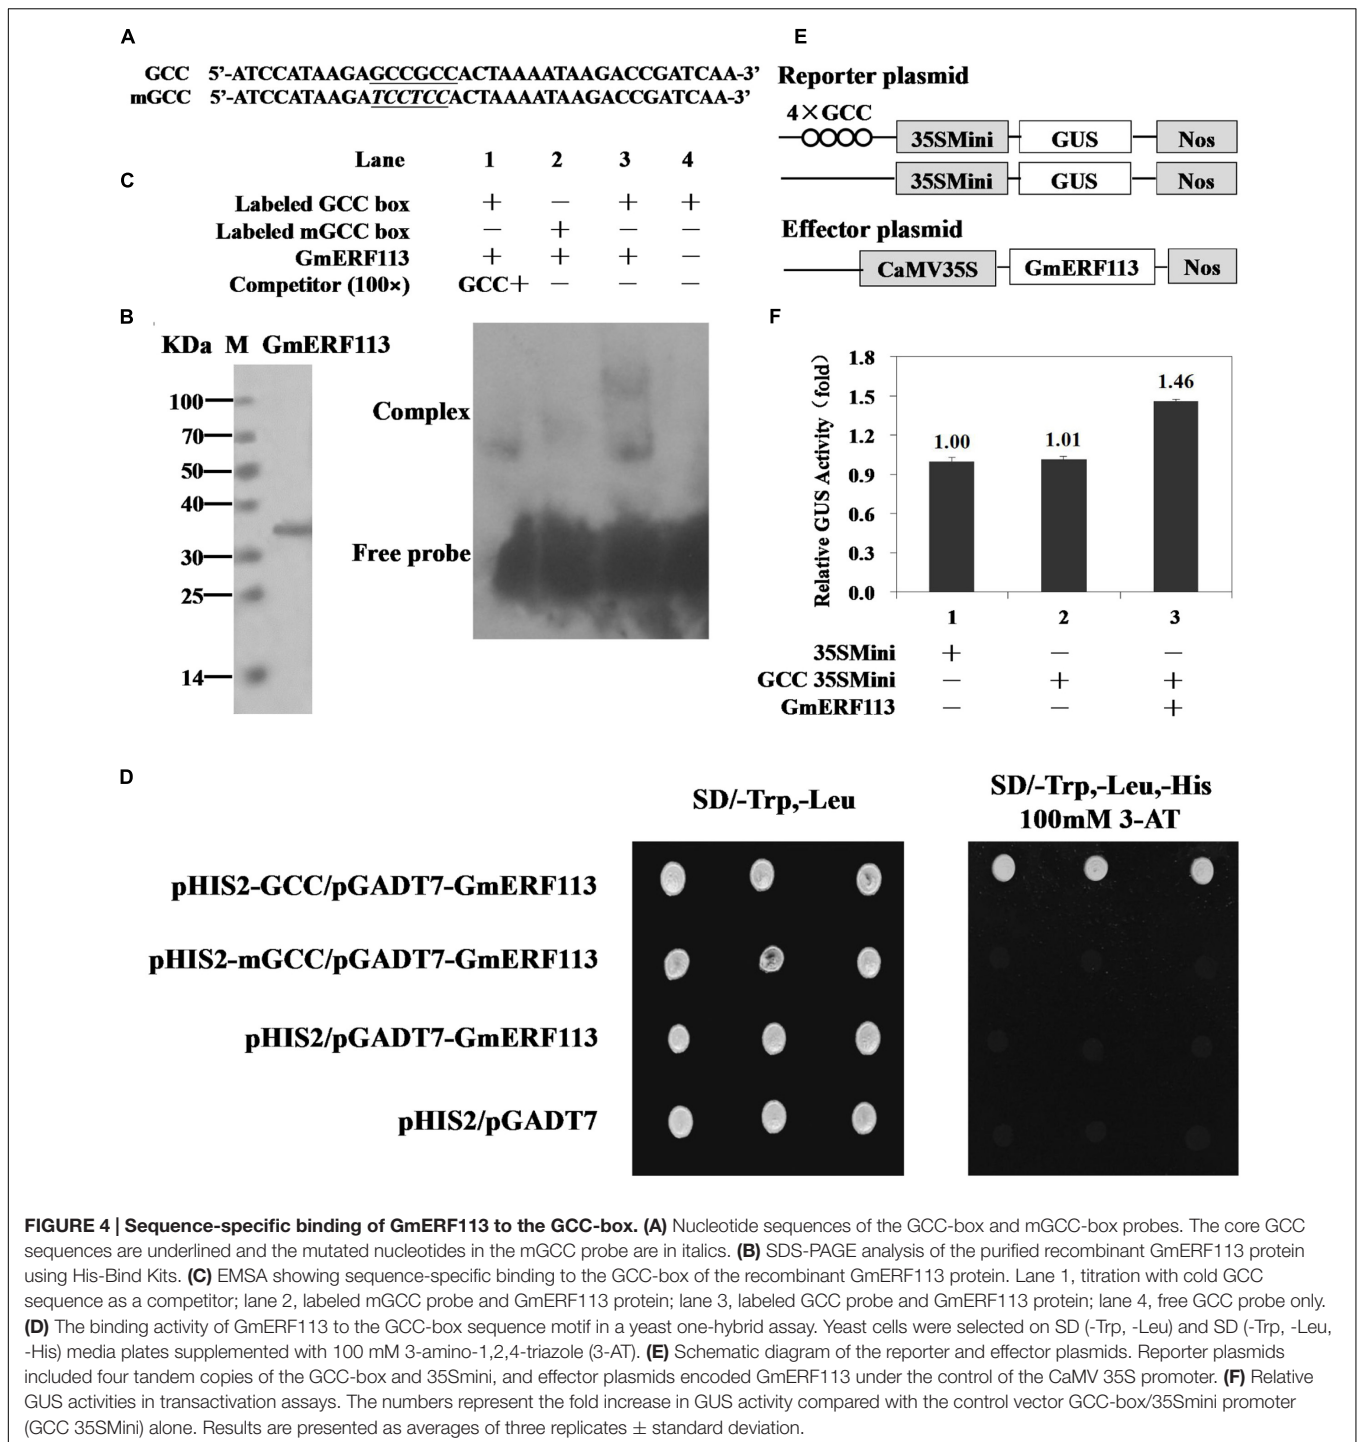 A
GCC 5’-ATCCATAAGAGCCGCCACTAAAATAAGACCGATCAA-3’
mGCC 5’-ATCCATAAGATCCTCCACTAAAATAAGACCGATCAA-3’
C
Lane 1 2 3 4
Labeled GCC box + − + +
Labeled mGCC box − + − −
GmERF113 + + + −
Competitor (100×) GCC+ − − −
B
KDa M GmERF113
100
70
50
40
30
25
14
Complex
Free probe
E
Reporter plasmid
4×GCC
35SMini GUS Nos
35SMini GUS Nos
Effector plasmid
CaMV35S GmERF113 Nos
F
Relative GUS Activity (fold)
1.8
1.5
1.2
0.9
0.6
0.3
0.0
1.00
1.01
1.46
1 2 3
35SMini + − −
GCC 35SMini − + +
GmERF113 − − +
D
SD/-Trp,-Leu
SD/-Trp,-Leu,-His
100mM 3-AT
pHIS2-GCC/pGADT7-GmERF113
pHIS2-mGCC/pGADT7-GmERF113
pHIS2/pGADT7-GmERF113
pHIS2/pGADT7
FIGURE 4 | Sequence-specific binding of GmERF113 to the GCC-box. (A) Nucleotide sequences of the GCC-box and mGCC-box probes. The core GCC
sequences are underlined and the mutated nucleotides in the mGCC probe are in italics. (B) SDS-PAGE analysis of the purified recombinant GmERF113 protein
using His-Bind Kits. (C) EMSA showing sequence-specific binding to the GCC-box of the recombinant GmERF113 protein. Lane 1, titration with cold GCC
sequence as a competitor; lane 2, labeled mGCC probe and GmERF113 protein; lane 3, labeled GCC probe and GmERF113 protein; lane 4, free GCC probe only.
(D) The binding activity of GmERF113 to the GCC-box sequence motif in a yeast one-hybrid assay. Yeast cells were selected on SD (-Trp, -Leu) and SD (-Trp, -Leu,
-His) media plates supplemented with 100 mM 3-amino-1,2,4-triazole (3-AT). (E) Schematic diagram of the reporter and effector plasmids. Reporter plasmids
included four tandem copies of the GCC-box and 35Smini, and effector plasmids encoded GmERF113 under the control of the CaMV 35S promoter. (F) Relative
GUS activities in transactivation assays. The numbers represent the fold increase in GUS activity compared with the control vector GCC-box/35Smini promoter
(GCC 35SMini) alone. Results are presented as averages of three replicates ± standard deviation.